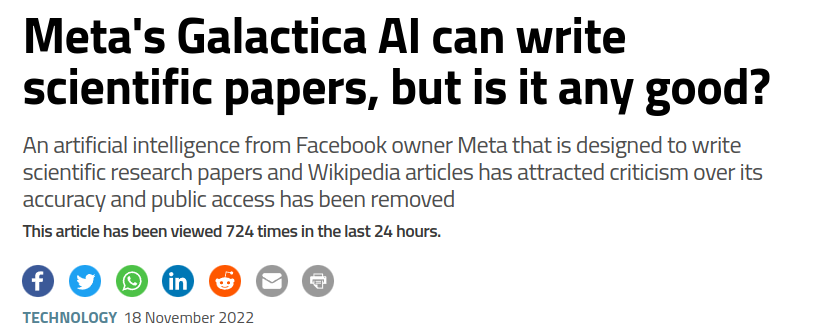 Meta's Galactica AI can write
scientific papers, but is it any good?
An artificial intelligence from Facebook owner Meta that is designed to write
scientific research papers and Wikipedia articles has attracted criticism over its
accuracy and public access has been removed
This article has been viewed 724 times in the last 24 hours.
f in
TECHNOLOGY 18 November 2022